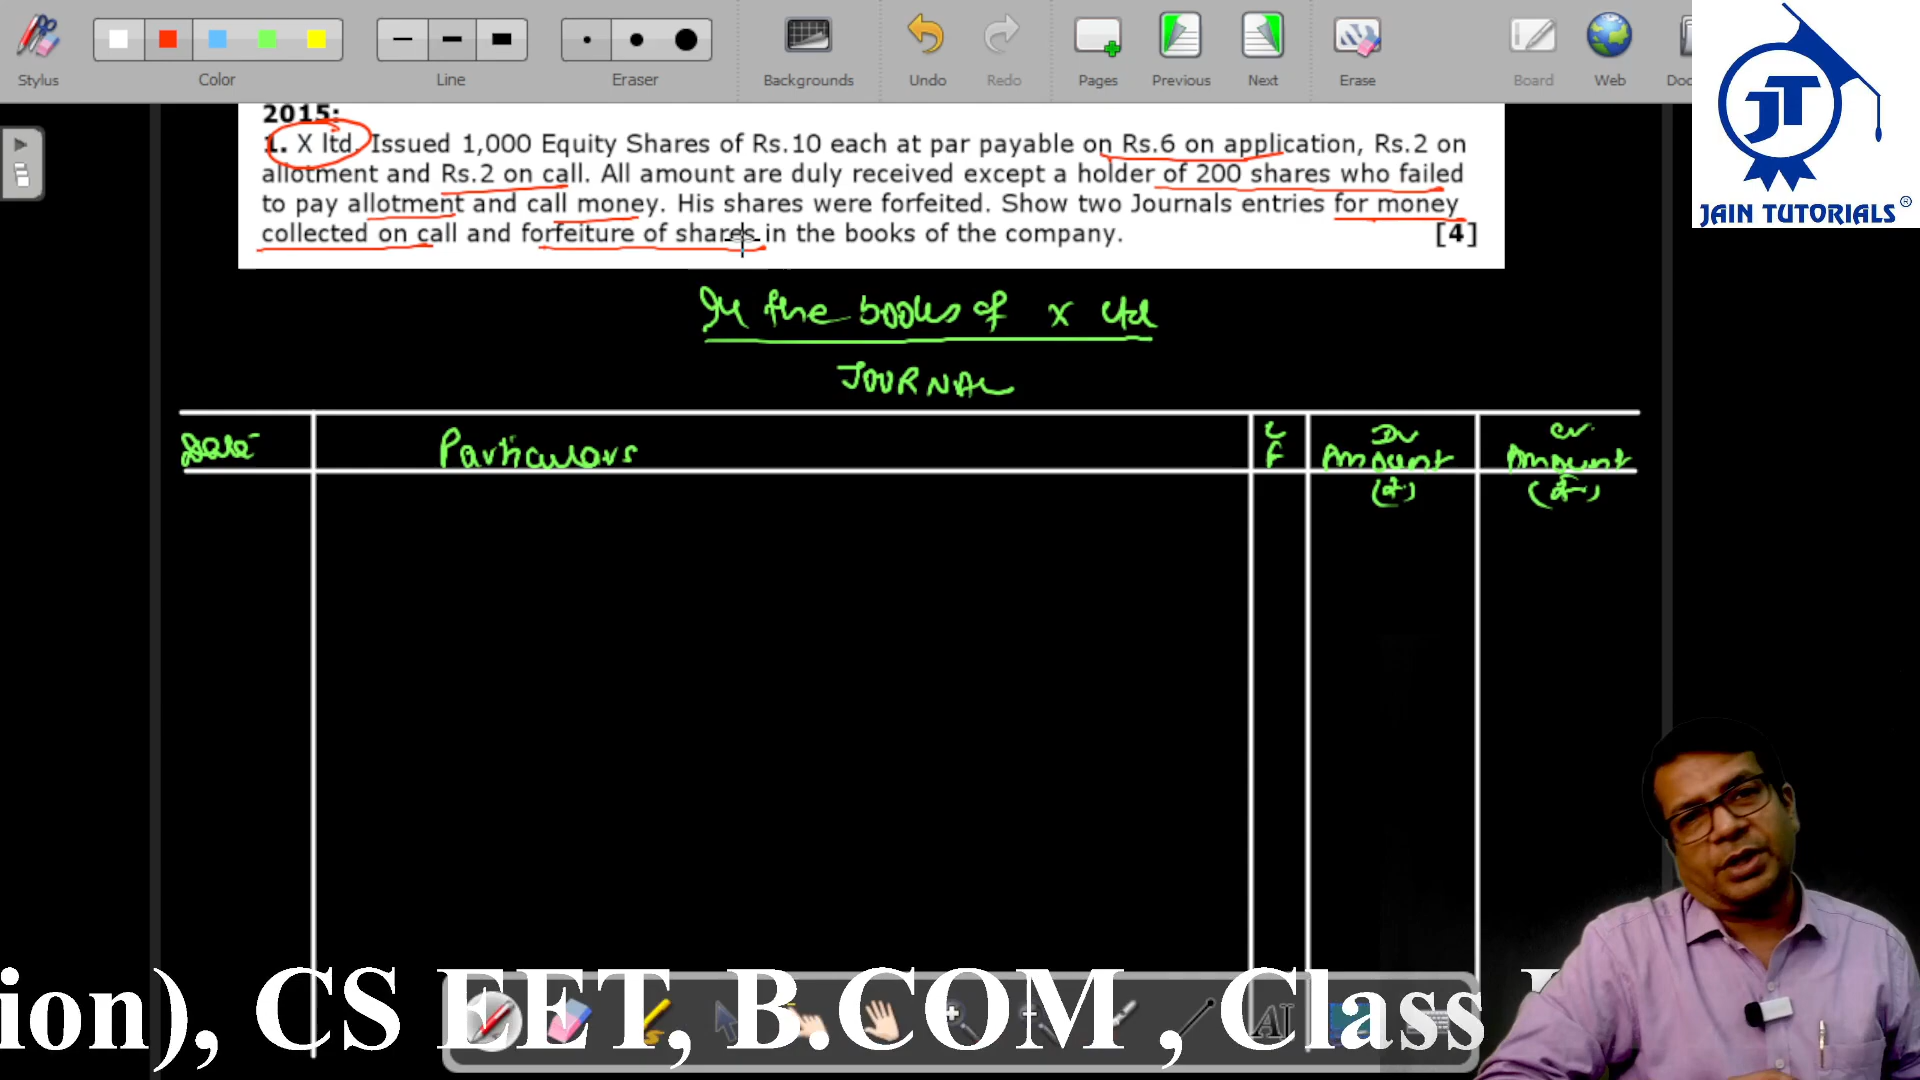 Stylus
Color
Line
Eraser
Backgrounds
Undo
Redo
Pages
Previous
Next
Erase
Board
Web
JT
JAIN TUTORIALS®
2015:
1. X ltd. Issued 1,000 Equity Shares of Rs.10 each at par payable on Rs.6 on application, Rs.2 on
allotment and Rs.2 on call. All amount are duly received except a holder of 200 shares who failed
to pay allotment and call money. His shares were forfeited. Show two Journals entries for money
collected on call and forfeiture of shares in the books of the company. [4]
In the books of X Ltd
JOURNAL
Date Particulars L F Dr Amount (₹) Cr. Amount (₹)
ion), CS EET, B.COM , Class